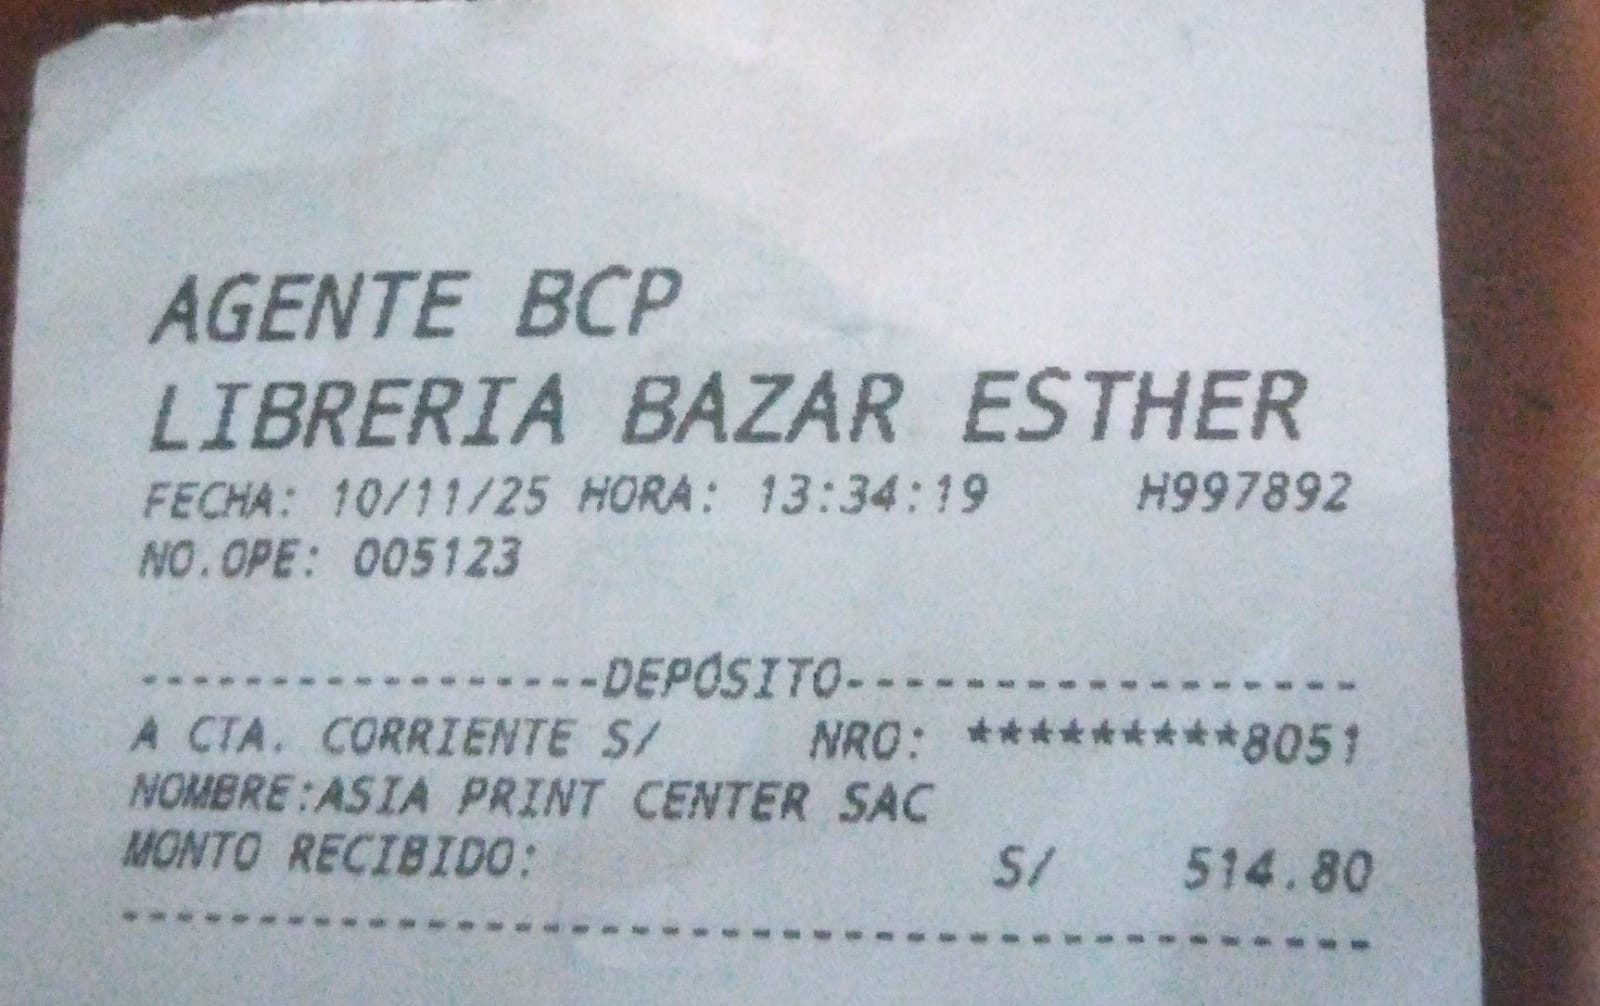 AGENTE BCP
LIBRERIA BAZAR ESTHER
FECHA: 10/11/25 HORA: 13:34:19 H997892
NO.OPE: 005123
------------------DEPÓSITO------------------
A CTA. CORRIENTE S/ NRO: *********8051
NOMBRE:ASIA PRINT CENTER SAC
MONTO RECIBIDO: S/ 514.80
--------------------------------------------